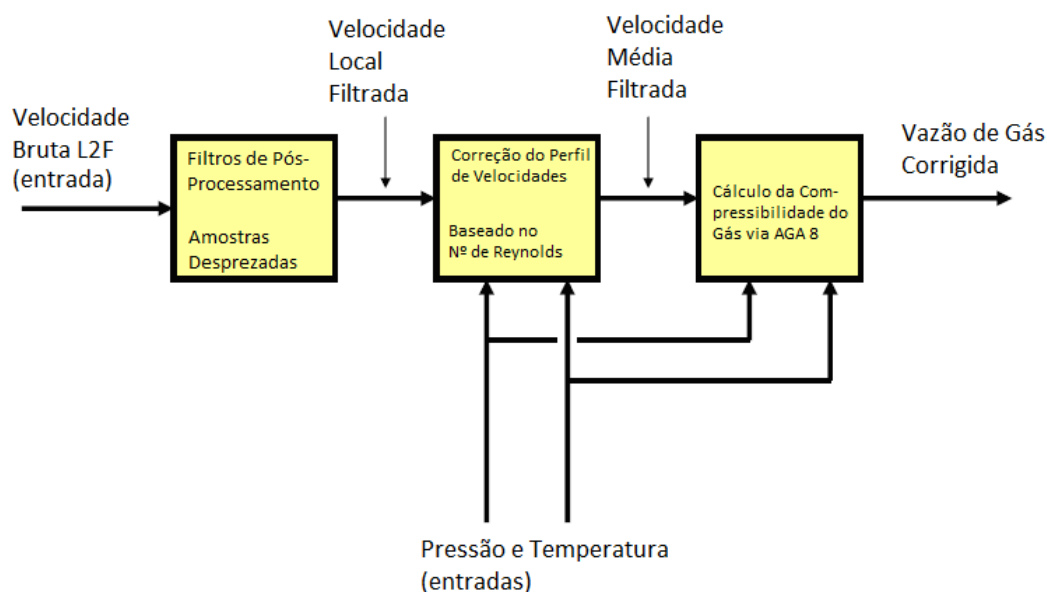 Velocidade
Bruta L2F
(entrada)
Filtros de Pós-
Processamento
Amostras
Desprezadas
Velocidade
Local
Filtrada
Correção do Perfil
de Velocidades
Baseado no
Nº de Reynolds
Velocidade
Média
Filtrada
Cálculo da Com-
pressibilidade do
Gás via AGA 8
Vazão de Gás
Corrigida
Pressão e Temperatura
(entradas)